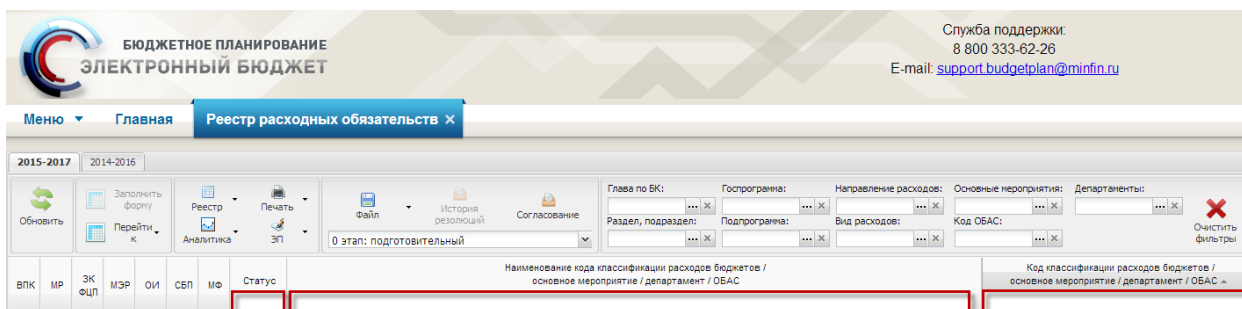 БЮДЖЕТНОЕ ПЛАНИРОВАНИЕ
ЭЛЕКТРОННЫЙ БЮДЖЕТ
Служба поддержки:
8 800 333-62-26
E-mail: support.budgetplan@minfin.ru
Меню Главная Реестр расходных обязательств ×
2015-2017 2014-2016
Обновить
Заполнить
форму
Перейти
к
Реестр
Аналитика
Печать
ЭП
Файл
История
резолюций
Согласование
0 этап: подготовительный
Глава по БК: Госпрограмма: Направление расходов: Основные мероприятия: Департаменты:
Раздел, подраздел: Подпрограмма: Вид расходов: Код ОБАС:
Очистить
фильтры
ВПК МР ЗК ФЦП МЭР ОИ СБП МФ Статус
Наименование кода классификации расходов бюджетов /
основное мероприятие / департамент / ОБАС
Код классификации расходов бюджетов /
основное мероприятие / департамент / ОБАС